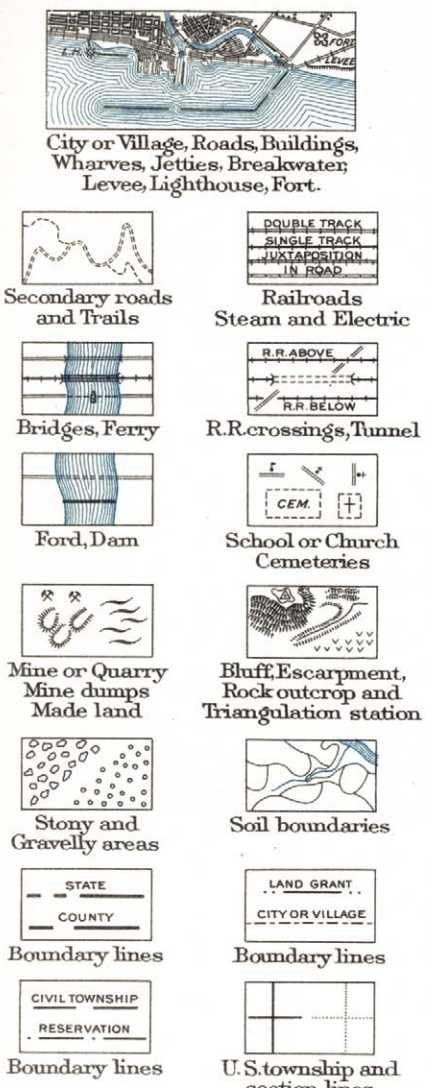 L.H.
FORT
LEVEE
City or Village, Roads, Buildings,
Wharves, Jetties, Breakwater,
Levee, Lighthouse, Fort.
Secondary roads
and Trails
DOUBLE TRACK
SINGLE TRACK
JUXTAPOSITION
IN ROAD
Railroads
Steam and Electric
Bridges, Ferry
R.R. ABOVE
R.R. BELOW
R.R. crossings, Tunnel
Ford, Dam
CEM.
School or Church
Cemeteries
Mine or Quarry
Mine dumps
Made land
Bluff, Escarpment,
Rock outcrop and
Triangulation station
Stony and
Gravelly areas
Soil boundaries
STATE
COUNTY
Boundary lines
LAND GRANT
CITY OR VILLAGE
Boundary lines
CIVIL TOWNSHIP
RESERVATION
Boundary lines
U. S. township and
section lines